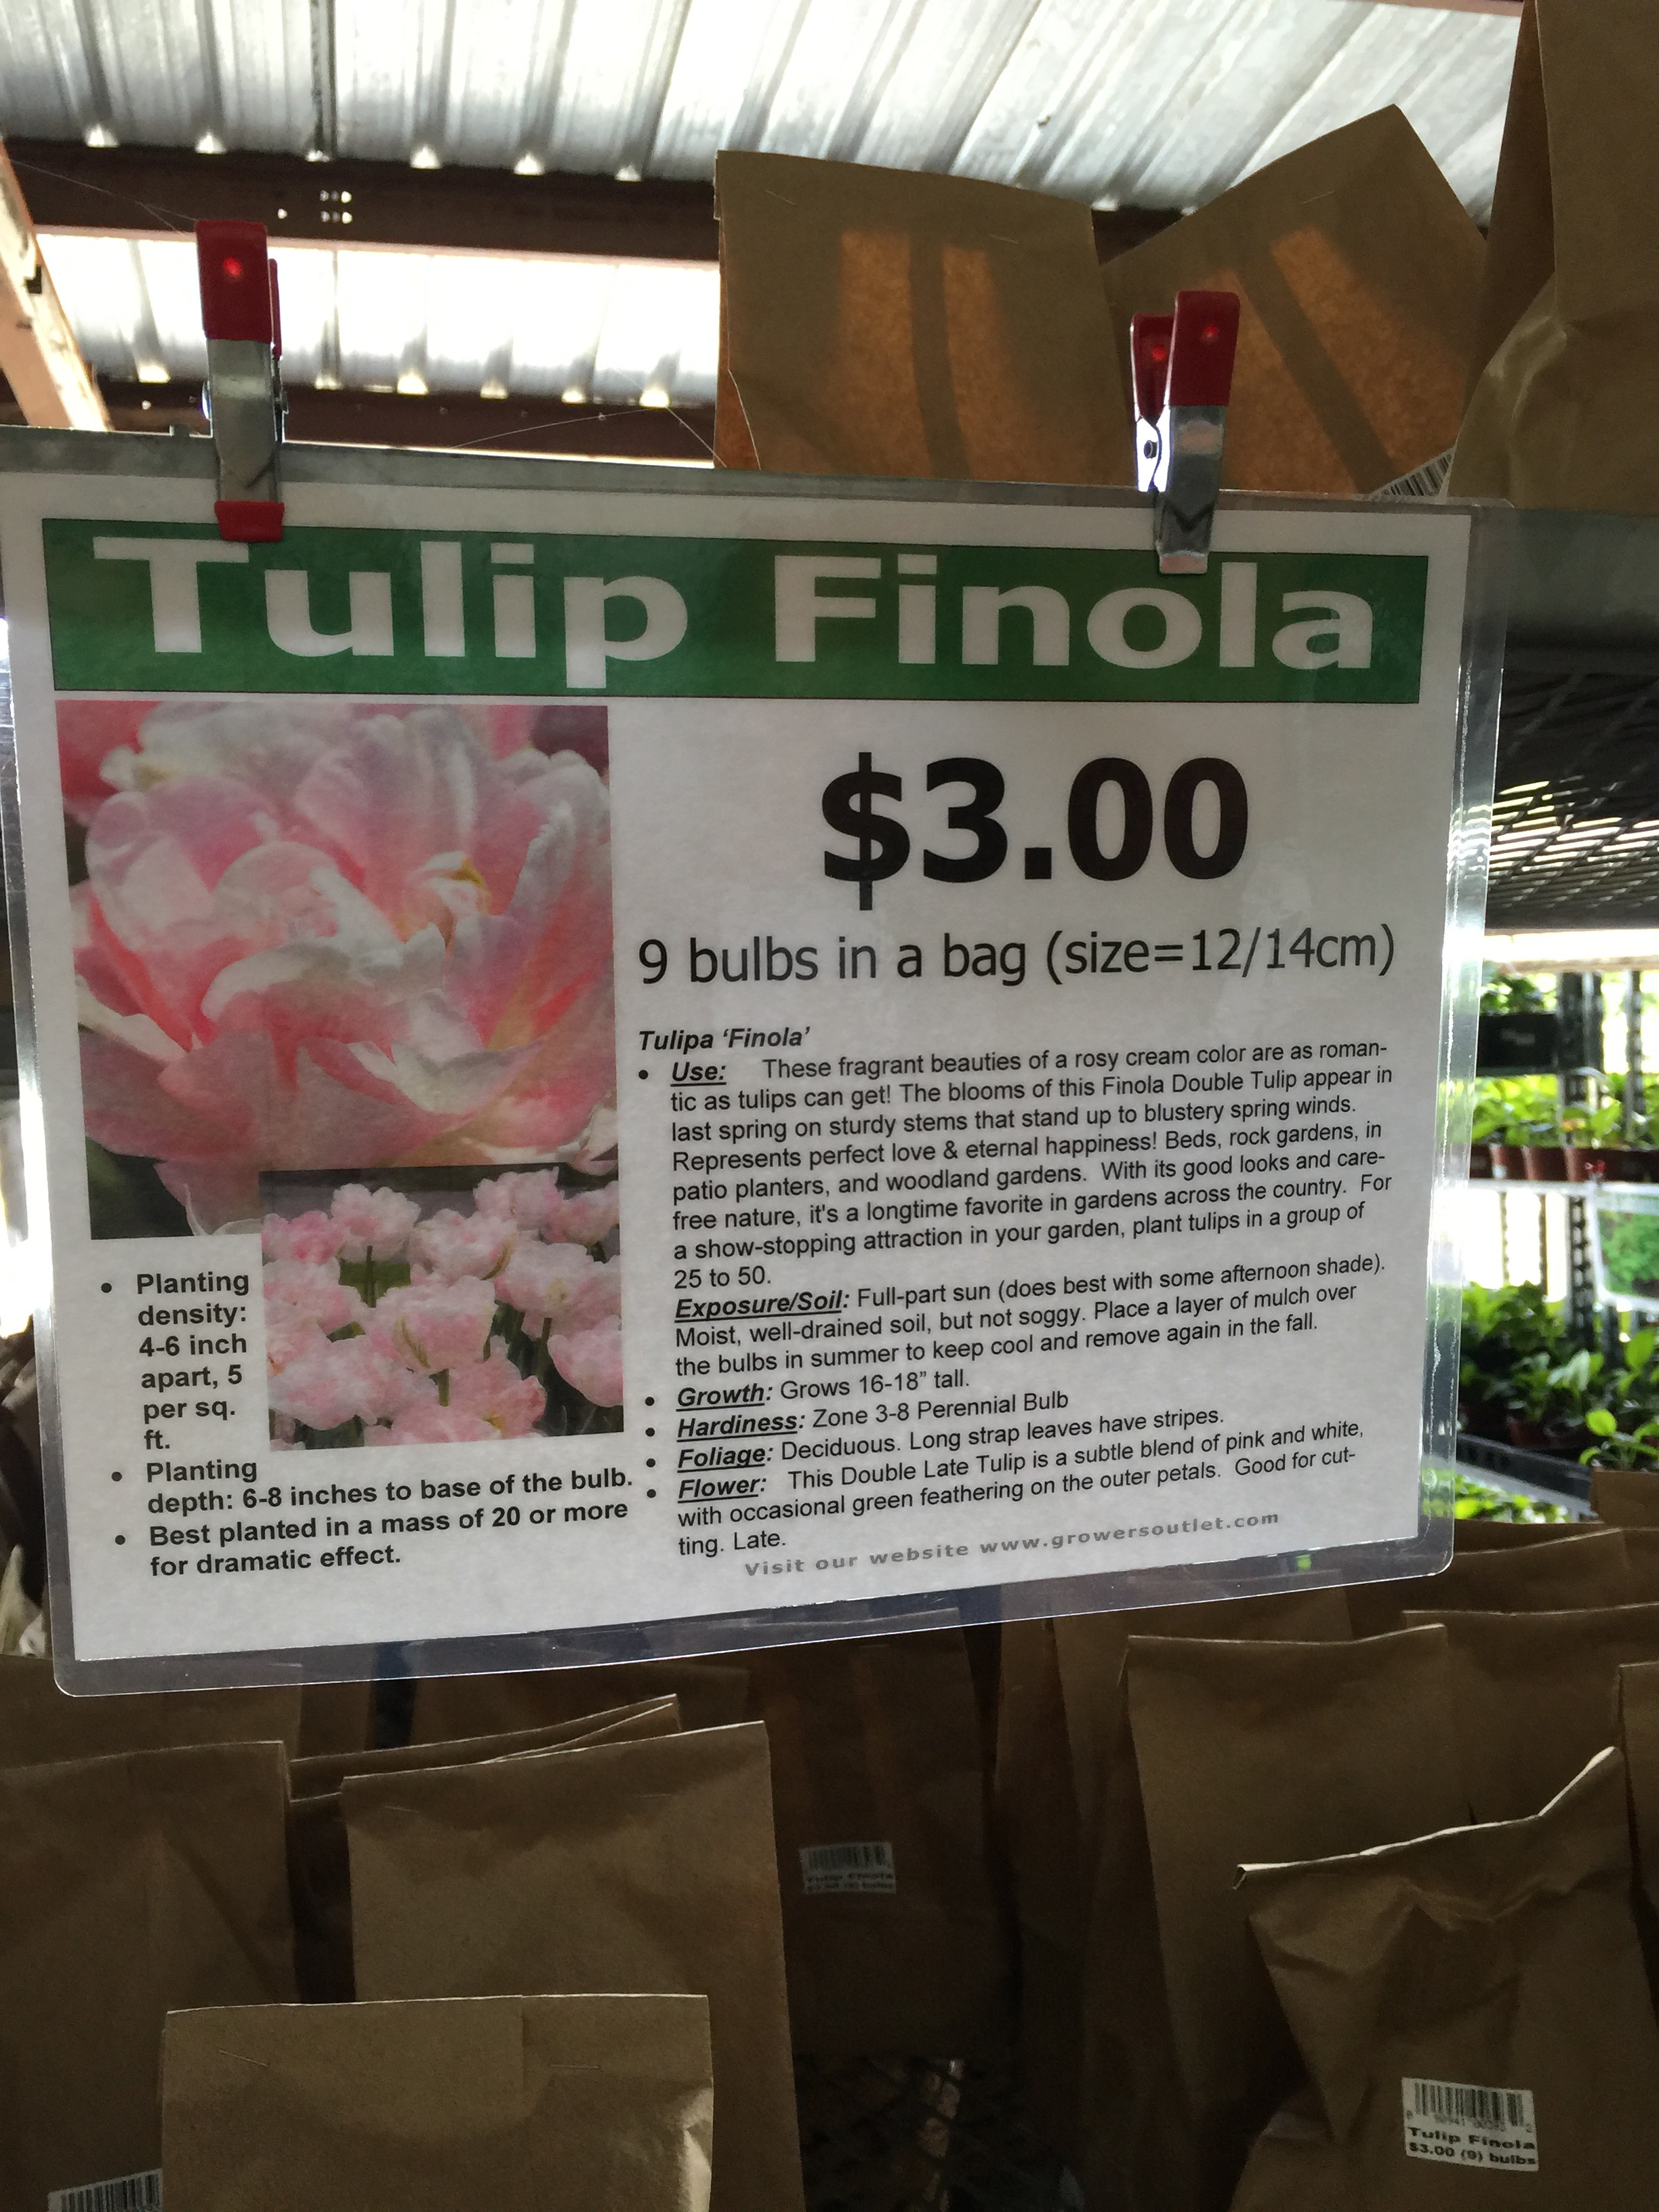 Tulip Finola
$3.00
9 bulbs in a bag (size=12/14cm)
Tulipa ‘Finola’
• Use: These fragrant beauties of a rosy cream color are as roman-
tic as tulips can get! The blooms of this Finola Double Tulip appear in
last spring on sturdy stems that stand up to blustery spring winds.
Represents perfect love & eternal happiness! Beds, rock gardens, in
patio planters, and woodland gardens. With its good looks and care-
free nature, it's a longtime favorite in gardens across the country. For
a show-stopping attraction in your garden, plant tulips in a group of
25 to 50.
Exposure/Soil: Full-part sun (does best with some afternoon shade).
Moist, well-drained soil, but not soggy. Place a layer of mulch over
the bulbs in summer to keep cool and remove again in the fall.
• Growth: Grows 16-18” tall.
• Hardiness: Zone 3-8 Perennial Bulb
• Foliage: Deciduous. Long strap leaves have stripes.
• Flower: This Double Late Tulip is a subtle blend of pink and white,
with occasional green feathering on the outer petals. Good for cut-
ting. Late.
• Planting
density:
4-6 inch
apart, 5
per sq.
ft.
• Planting
depth: 6-8 inches to base of the bulb.
• Best planted in a mass of 20 or more
for dramatic effect.
Visit our website www.growersoutlet.com
Tulip Finola
Tulip Finola
$3.00 (9) bulbs